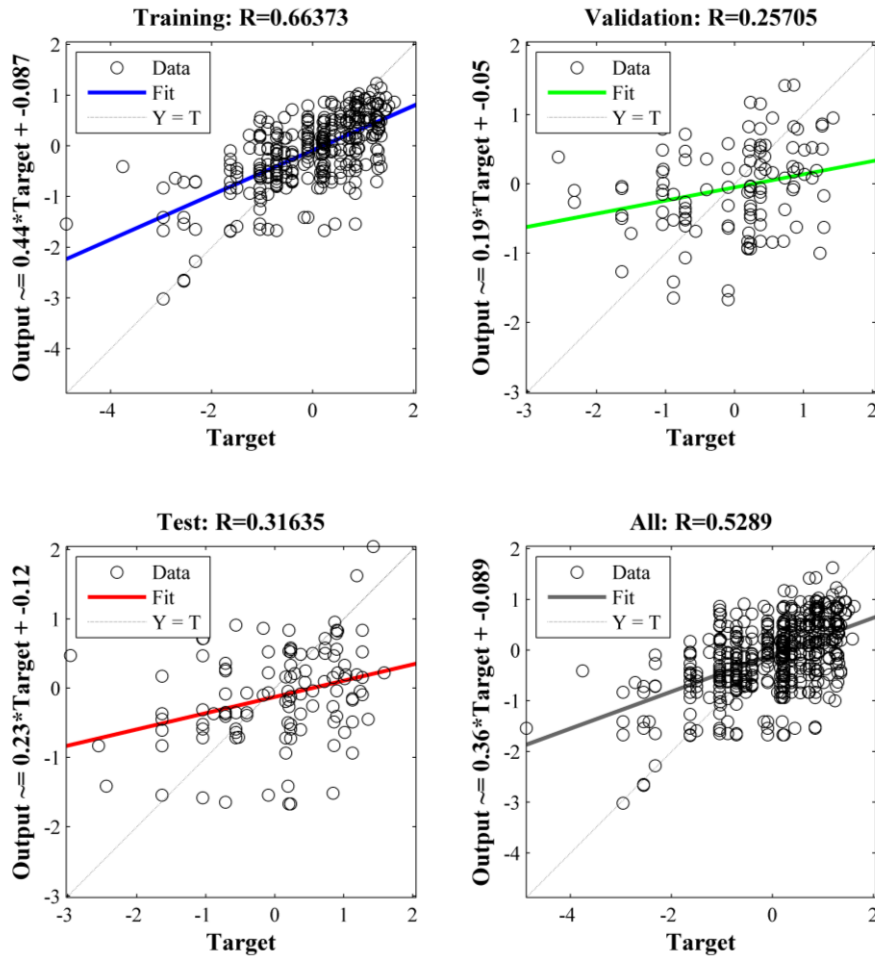 Training: R=0.66373
Output ~= 0.44*Target + -0.087
2
1
0
-1
-2
-3
-4
Data
Fit
Y = T
-4
-2
0
2
Target
Validation: R=0.25705
Output ~= 0.19*Target + -0.05
2
1
0
-1
-2
-3
Data
Fit
Y = T
-3
-2
-1
0
1
2
Target
Test: R=0.31635
Output ~= 0.23*Target + -0.12
2
1
0
-1
-2
-3
Data
Fit
Y = T
-3
-2
-1
0
1
2
Target
All: R=0.5289
Output ~= 0.36*Target + -0.089
2
1
0
-1
-2
-3
-4
Data
Fit
Y = T
-4
-2
0
2
Target